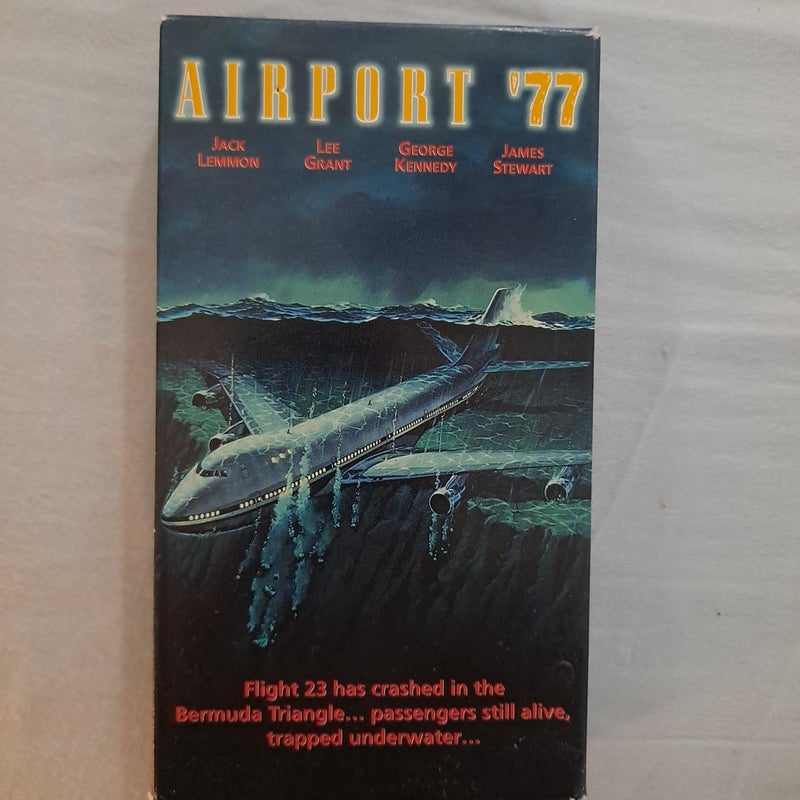 AIRPORT '77
JACK LEMMON
LEE GRANT
GEORGE KENNEDY
JAMES STEWART
Flight 23 has crashed in the
Bermuda Triangle... passengers still alive,
trapped underwater...